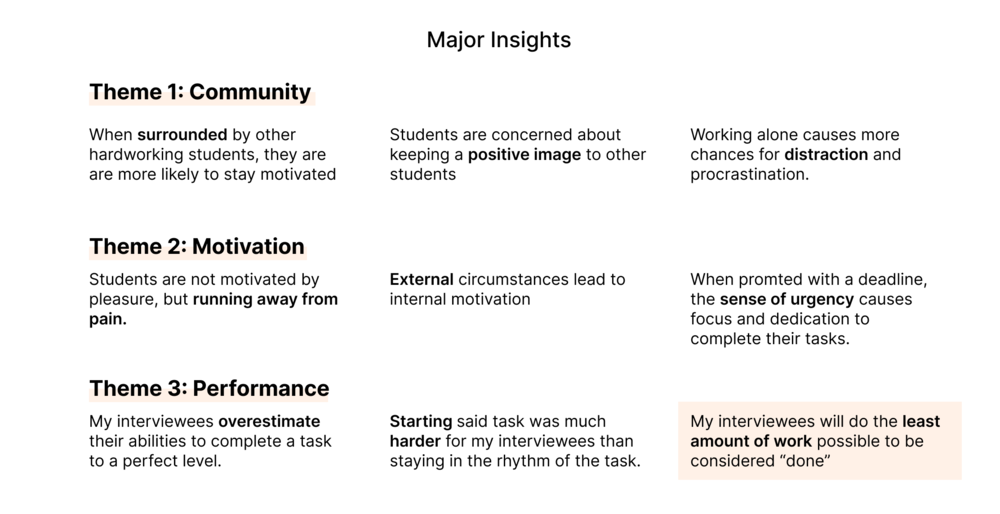 Major Insights
Theme 1: Community
When surrounded by other
hardworking students, they are
are more likely to stay motivated
Students are concerned about
keeping a positive image to other
students
Working alone causes more
chances for distraction and
procrastination.
Theme 2: Motivation
Students are not motivated by
pleasure, but running away from
pain.
External circumstances lead to
internal motivation
When promted with a deadline,
the sense of urgency causes
focus and dedication to
complete their tasks.
Theme 3: Performance
My interviewees overestimate
their abilities to complete a task
to a perfect level.
Starting said task was much
harder for my interviewees than
staying in the rhythm of the task.
My interviewees will do the least
amount of work possible to be
considered “done”